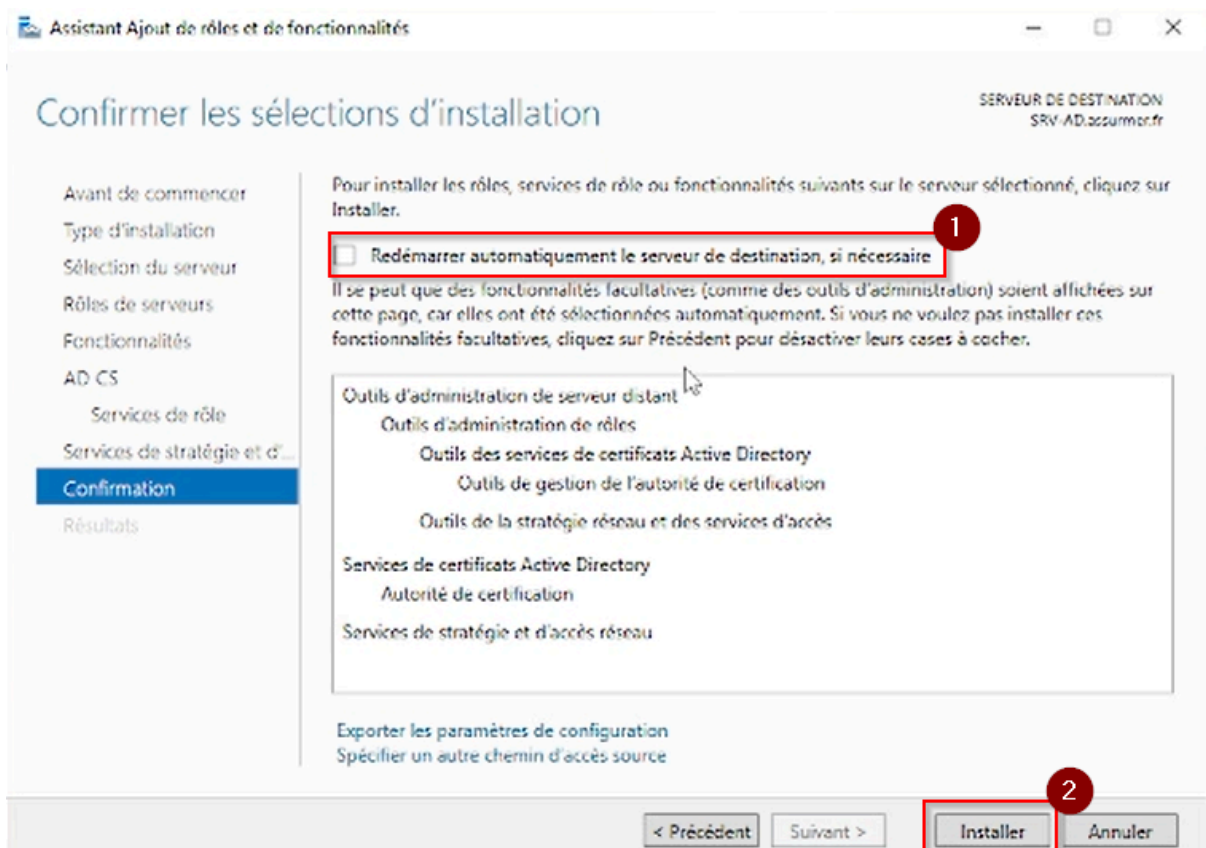 Assistant Ajout de rôles et de fonctionnalités
Confirmer les sélections d'installation
SERVEUR DE DESTINATION
SRV-AD.assurmer.fr
Avant de commencer
Type d'installation
Sélection du serveur
Rôles de serveurs
Fonctionnalités
AD CS
Services de rôle
Services de stratégie et d'...
Confirmation
Résultats
Pour installer les rôles, services de rôle ou fonctionnalités suivants sur le serveur sélectionné, cliquez sur
Installer.
1
Redémarrer automatiquement le serveur de destination, si nécessaire
Il se peut que des fonctionnalités facultatives (comme des outils d'administration) soient affichées sur
cette page, car elles ont été sélectionnées automatiquement. Si vous ne voulez pas installer ces
fonctionnalités facultatives, cliquez sur Précédent pour désactiver leurs cases à cocher.
Outils d'administration de serveur distant
Outils d'administration de rôles
Outils des services de certificats Active Directory
Outils de gestion de l'autorité de certification
Outils de la stratégie réseau et des services d'accès
Services de certificats Active Directory
Autorité de certification
Services de stratégie et d'accès réseau
Exporter les paramètres de configuration
Spécifier un autre chemin d'accès source
2
< Précédent
Suivant >
Installer
Annuler